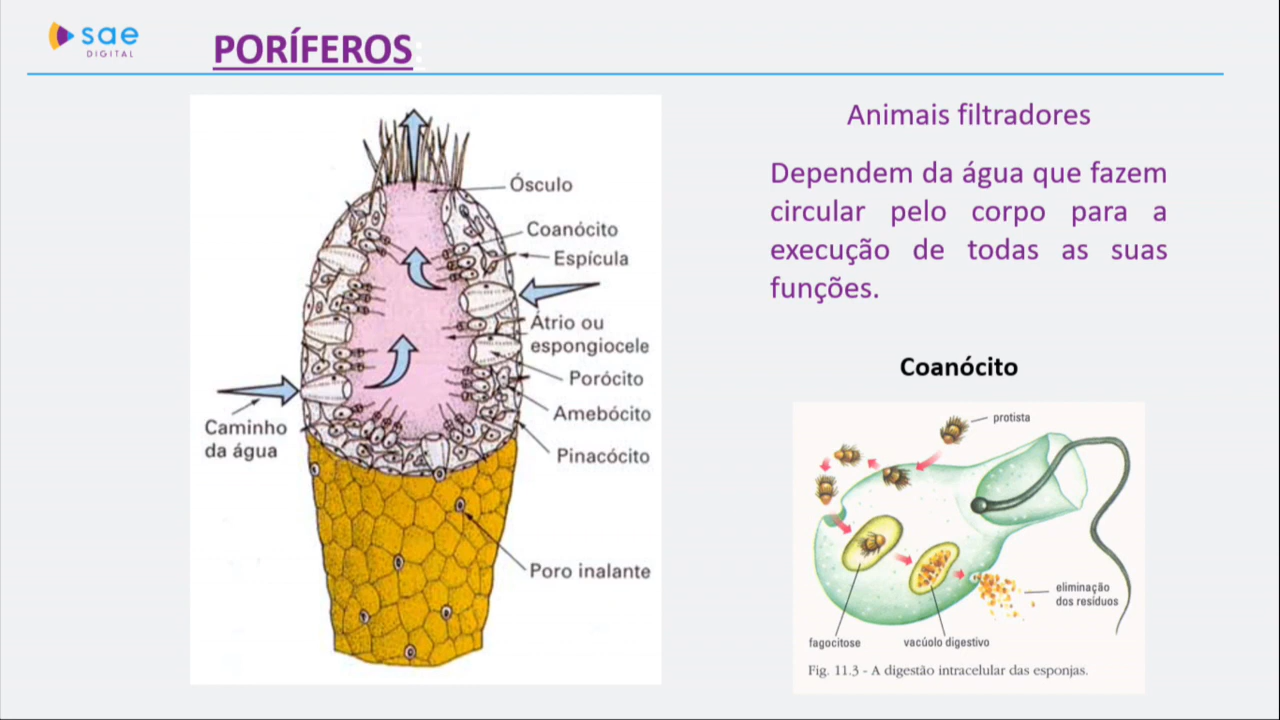 sae
DIGITAL
PORÍFEROS:
Ósculo
Coanócito
Espícula
Átrio ou
espongiocele
Porócito
Amebócito
Pinacócito
Caminho
da água
Poro inalante
Animais filtradores
Dependem da água que fazem
circular pelo corpo para a
execução de todas as suas
funções.
Coanócito
protista
eliminação
dos resíduos
fagocitose
vacúolo digestivo
Fig. 11.3 - A digestão intracelular das esponjas.